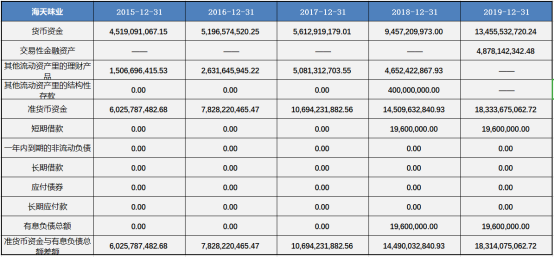 海天味业 2015-12-31 2016-12-31 2017-12-31 2018-12-31 2019-12-31
货币资金 4,519,091,067.15 5,196,574,520.25 5,612,919,179.01 9,457,209,973.00 13,455,532,720.24
交易性金融资产 —— —— —— —— 4,878,142,342.48
其他流动资产里的理财产
品 1,506,696,415.53 2,631,645,945.22 5,081,312,703.55 4,652,422,867.93 ——
其他流动资产里的结构性
存款 0.00 0.00 0.00 400,000,000.00 ——
准货币资金 6,025,787,482.68 7,828,220,465.47 10,694,231,882.56 14,509,632,840.93 18,333,675,062.72
短期借款 0.00 0.00 0.00 19,600,000.00 19,600,000.00
一年内到期的非流动负债 0.00 0.00 0.00 0.00 0.00
长期借款 0.00 0.00 0.00 0.00 0.00
应付债券 0.00 0.00 0.00 0.00 0.00
长期应付款 0.00 0.00 0.00 0.00 0.00
有息负债总额 0.00 0.00 0.00 19,600,000.00 19,600,000.00
准货币资金与有息负债总
额差额 6,025,787,482.68 7,828,220,465.47 10,694,231,882.56 14,490,032,840.93 18,314,075,062.72